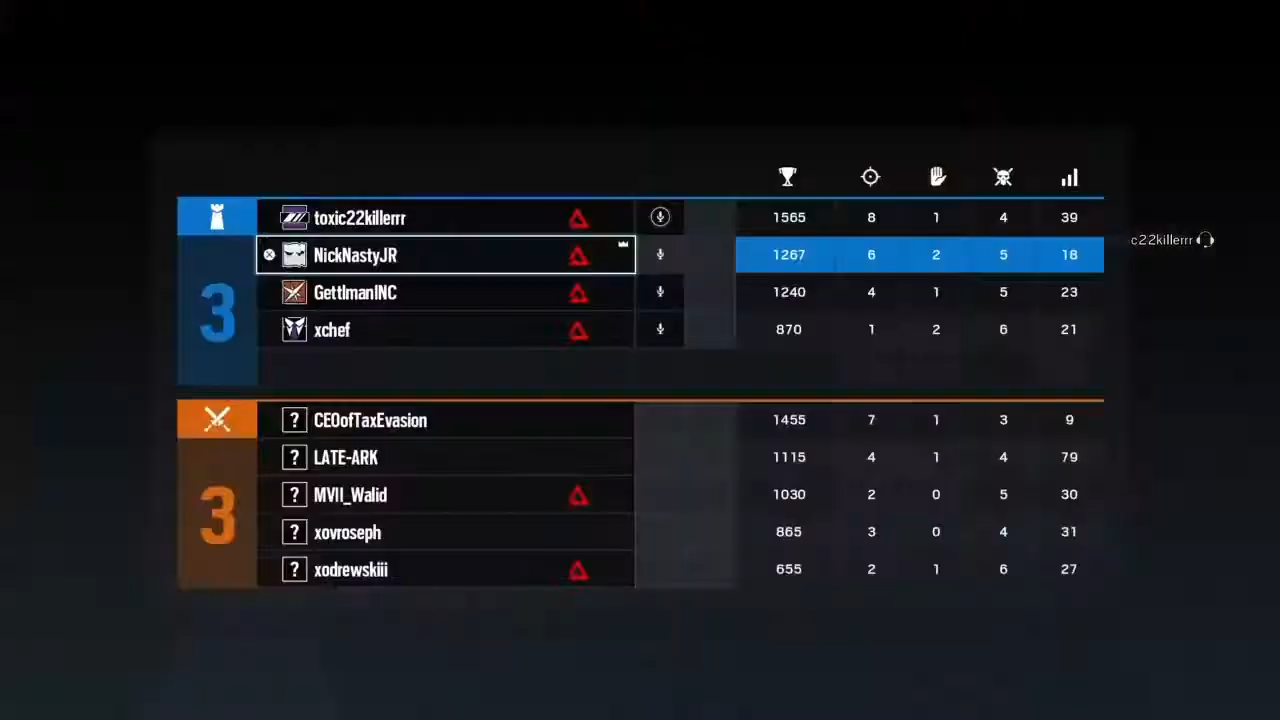 toxic22killerrr 1565 8 1 4 39
c22killerrr
NickNastyJR 1267 6 2 5 18
GettlmanINC 1240 4 1 5 23
3
xchef 870 1 2 6 21
CEOofTaxEvasion 1455 7 1 3 9
? LATE-ARK 1115 4 1 4 79
? MVII_Walid 1030 2 0 5 30
3
? xovroseph 865 3 0 4 31
? xodrewskiii 655 2 1 6 27